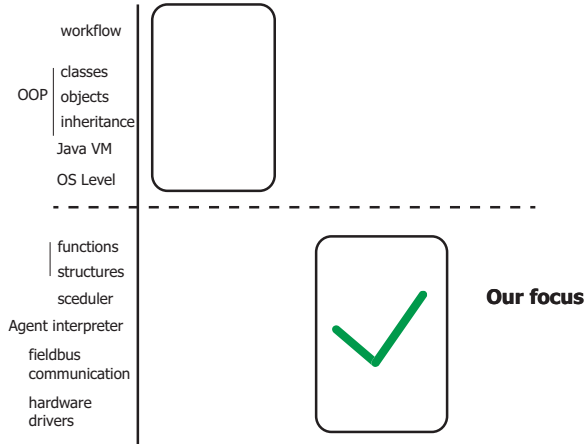 workflow
classes
OOP
objects
inheritance
Java VM
OS Level
functions
structures
sceduler
Our focus
Agent interpreter
fieldbus
communication
hardware
drivers